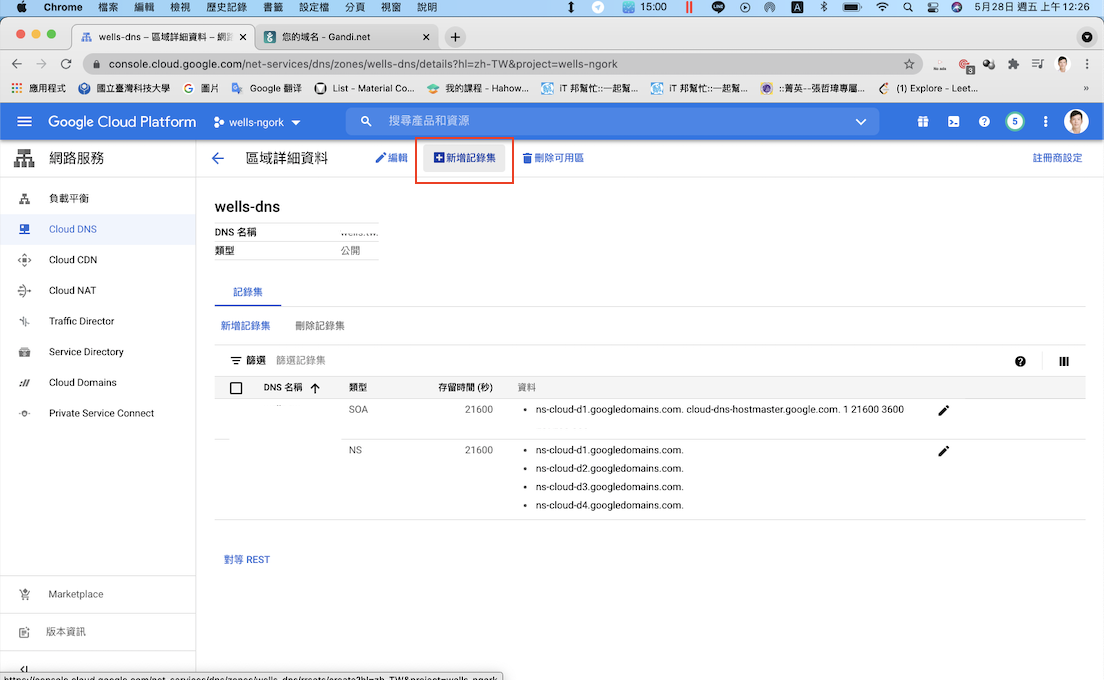 Chrome 檔案 編輯 檢視 歷史記錄 書籤 設定檔 分頁 視窗 說明 15:00 A 5月28日 週五 上午 12:26
wells-dns – 區域詳細資料 – 網 您的域名 - Gandi.net
console.cloud.google.com/net-services/dns/zones/wells-dns/details?hl=zh-TW&project=wells-ngork 3
應用程式 國立臺灣科技大學 圖片 Google 翻譯 List - Material Co... 我的課程 - Hahow... iT 邦幫忙::一起幫... iT 邦幫忙::一起幫... ::菁英--張哲瑋專屬... (1) Explore - Leet... »
Google Cloud Platform wells-ngork 搜尋產品和資源 5
網路服務 區域詳細資料 編輯 新增記錄集 刪除可用區 註冊商設定
負載平衡
Cloud DNS
Cloud CDN
Cloud NAT
Traffic Director
Service Directory
Cloud Domains
Private Service Connect
wells-dns
DNS 名稱
類型 公開
記錄集
新增記錄集 刪除記錄集
篩選 篩選記錄集
DNS 名稱 類型 存留時間 (秒) 資料
SOA 21600 • ns-cloud-d1.googledomains.com. cloud-dns-hostmaster.google.com. 1 21600 3600
NS 21600 • ns-cloud-d1.googledomains.com.
• ns-cloud-d2.googledomains.com.
• ns-cloud-d3.googledomains.com.
• ns-cloud-d4.googledomains.com.
對等 REST
Marketplace
版本資訊
https://console.cloud.google.com/net-services/dns/zones/wells-dns/rrsets/create?hl=zh-TW&project=wells-ngork